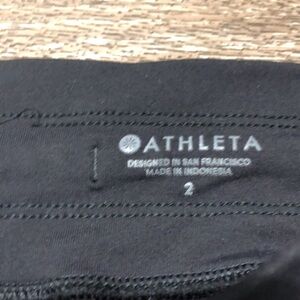 ATHLETA
DESIGNED IN SAN FRANCISCO
MADE IN INDONESIA
2